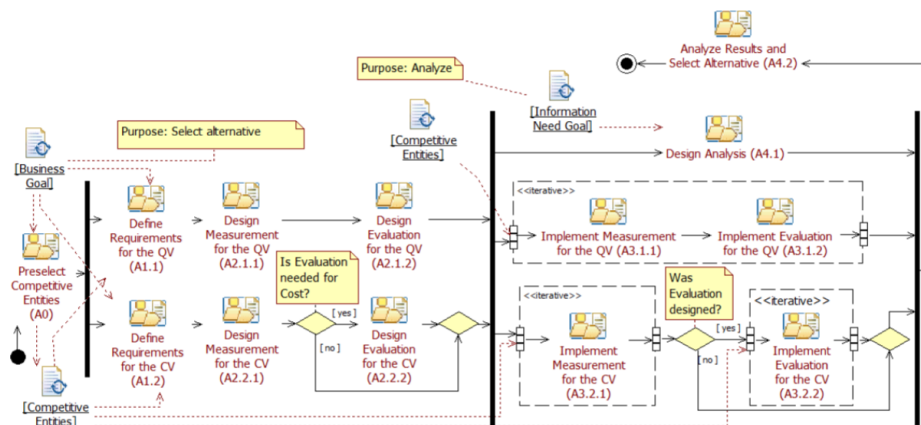 Analyze Results and
Select Alternative (A4.2)
Purpose: Analyze
[Information
Need Goal]
Purpose: Select alternative
[Competitive
Entities]
Design Analysis (A4.1)
[Business
Goal]
<<iterative>>
Define
Requirements
for the QV
(A1.1)
Design
Measurement
for the QV
(A2.1.1)
Design
Evaluation
for the QV
(A2.1.2)
Implement Measurement
for the QV (A3.1.1)
Implement Evaluation
for the QV (A3.1.2)
Preselect
Competitive
Entities
(A0)
Is Evaluation
needed for
Cost?
Was
Evaluation
designed?
<<iterative>>
<<iterative>>
[ yes]
[ no]
[ yes]
[ no]
Define
Requirements
for the CV
(A1.2)
Design
Measurement
for the CV
(A2.2.1)
Design
Evaluation
for the CV
(A2.2.2)
Implement
Measurement
for the CV
(A3.2.1)
Implement
Evaluation
for the CV
(A3.2.2)
[Competitive
Entities]